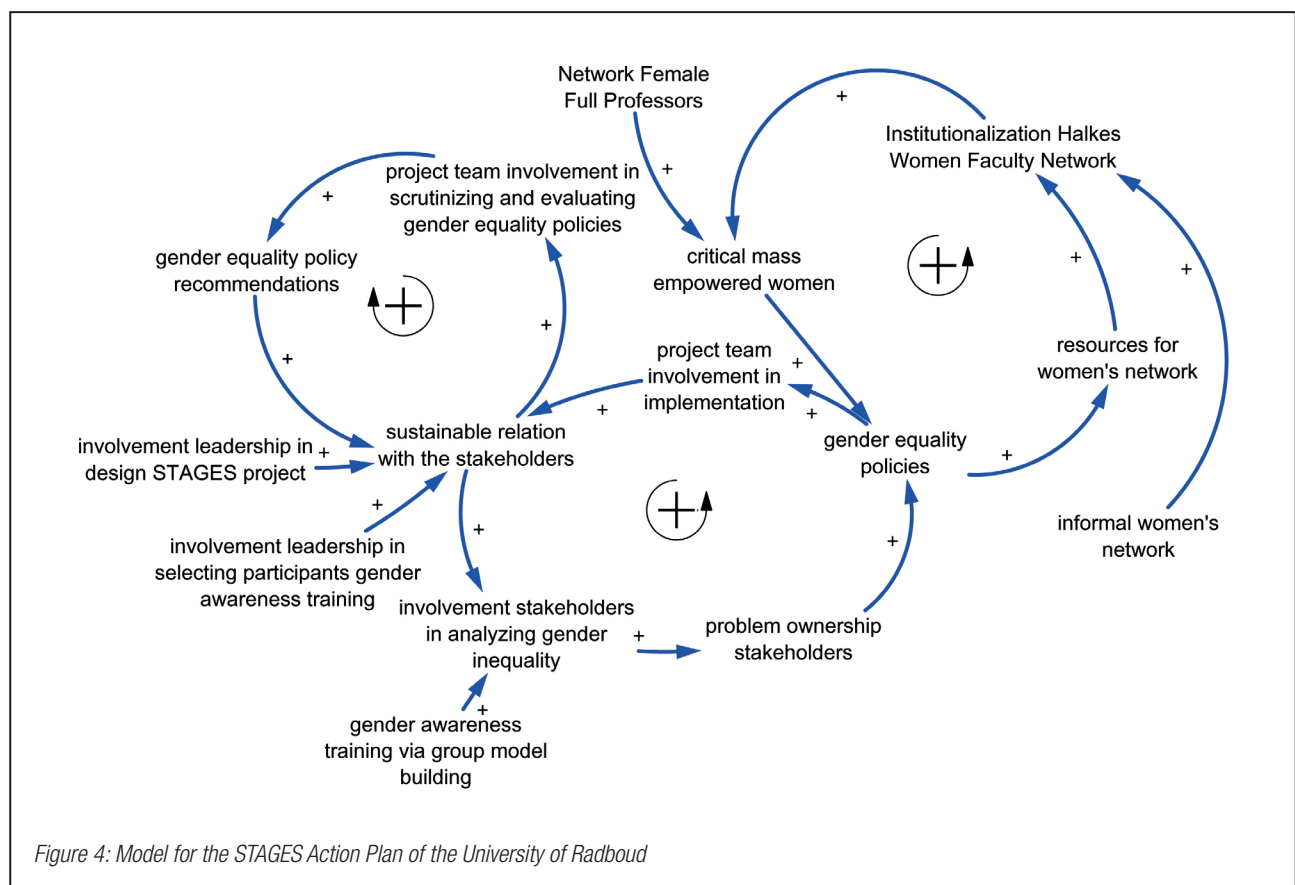 Network Female
Full Professors
+
Institutionalization Halkes
Women Faculty Network
+
project team involvement in
scrutinizing and evaluating
gender equality policies
+
gender equality policy
recommendations
+
critical mass
empowered women
+
+
+
+
+
+
project team
involvement in
implementation
+
+
+
resources for
women's network
sustainable relation
with the stakeholders
involvement leadership in
design STAGES project
+
gender equality
policies
+
+
+
+
involvement leadership in
selecting participants gender
awareness training
+
informal women's
network
involvement stakeholders
in analyzing gender
inequality
+
problem ownership
stakeholders
+
gender awareness
training via group model
building
Figure 4: Model for the STAGES Action Plan of the University of Radboud